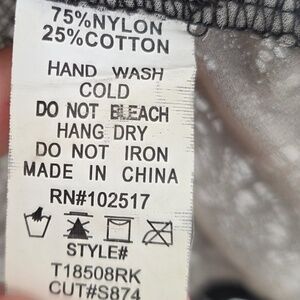 75%NYLON
25%COTTON
HAND WASH
COLD
DO NOT BLEACH
HANG DRY
DO NOT IRON
MADE IN CHINA
RN#102517
STYLE#
T18508RK
CUT#S874